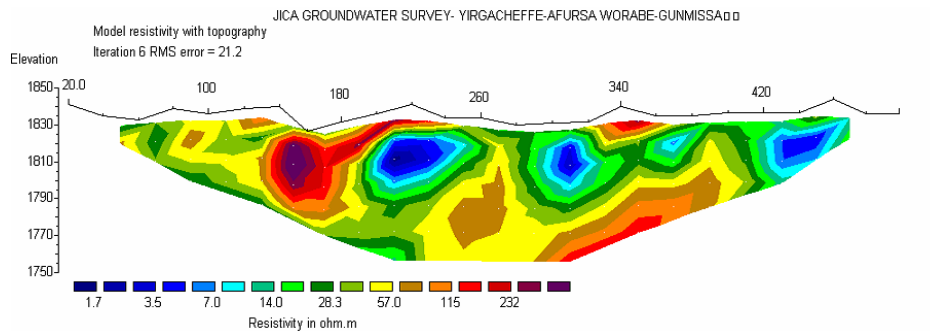 JICA GROUNDWATER SURVEY- YIRGACHEFFE-AFURSA WORABE-GUNMISSA▯▯
Model resistivity with topography
Iteration 6 RMS error = 21.2
Elevation
1850
20.0
100
180
260
340
420
1830
1810
1790
1770
1750
1.7 3.5 7.0 14.0 28.3 57.0 115 232
Resistivity in ohm.m